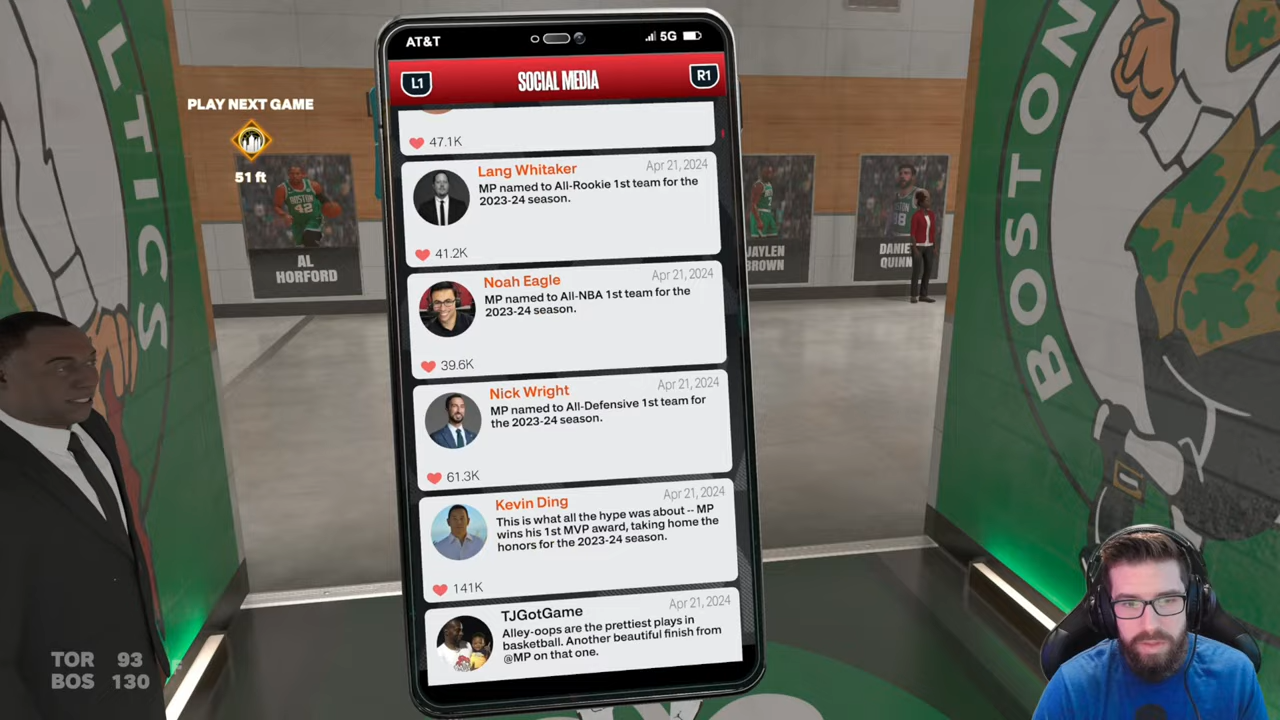 AT&T
5G
L1
SOCIAL MEDIA
R1
PLAY NEXT GAME
51 ft
47.1K
Lang Whitaker
Apr 21, 2024
MP named to All-Rookie 1st team for the
2023-24 season.
41.2K
Noah Eagle
Apr 21, 2024
MP named to All-NBA 1st team for the
2023-24 season.
39.6K
Nick Wright
Apr 21, 2024
MP named to All-Defensive 1st team for
the 2023-24 season.
61.3K
Kevin Ding
Apr 21, 2024
This is what all the hype was about -- MP
wins his 1st MVP award, taking home the
honors for the 2023-24 season.
141K
TJGotGame
Apr 21, 2024
Alley-oops are the prettiest plays in
basketball. Another beautiful finish from
@MP on that one.
BOSTON
42
AL
HORFORD
JAYLEN
BROWN
DANIE
QUINN
LTICS
BOSTON
TOR 93
BOS 130